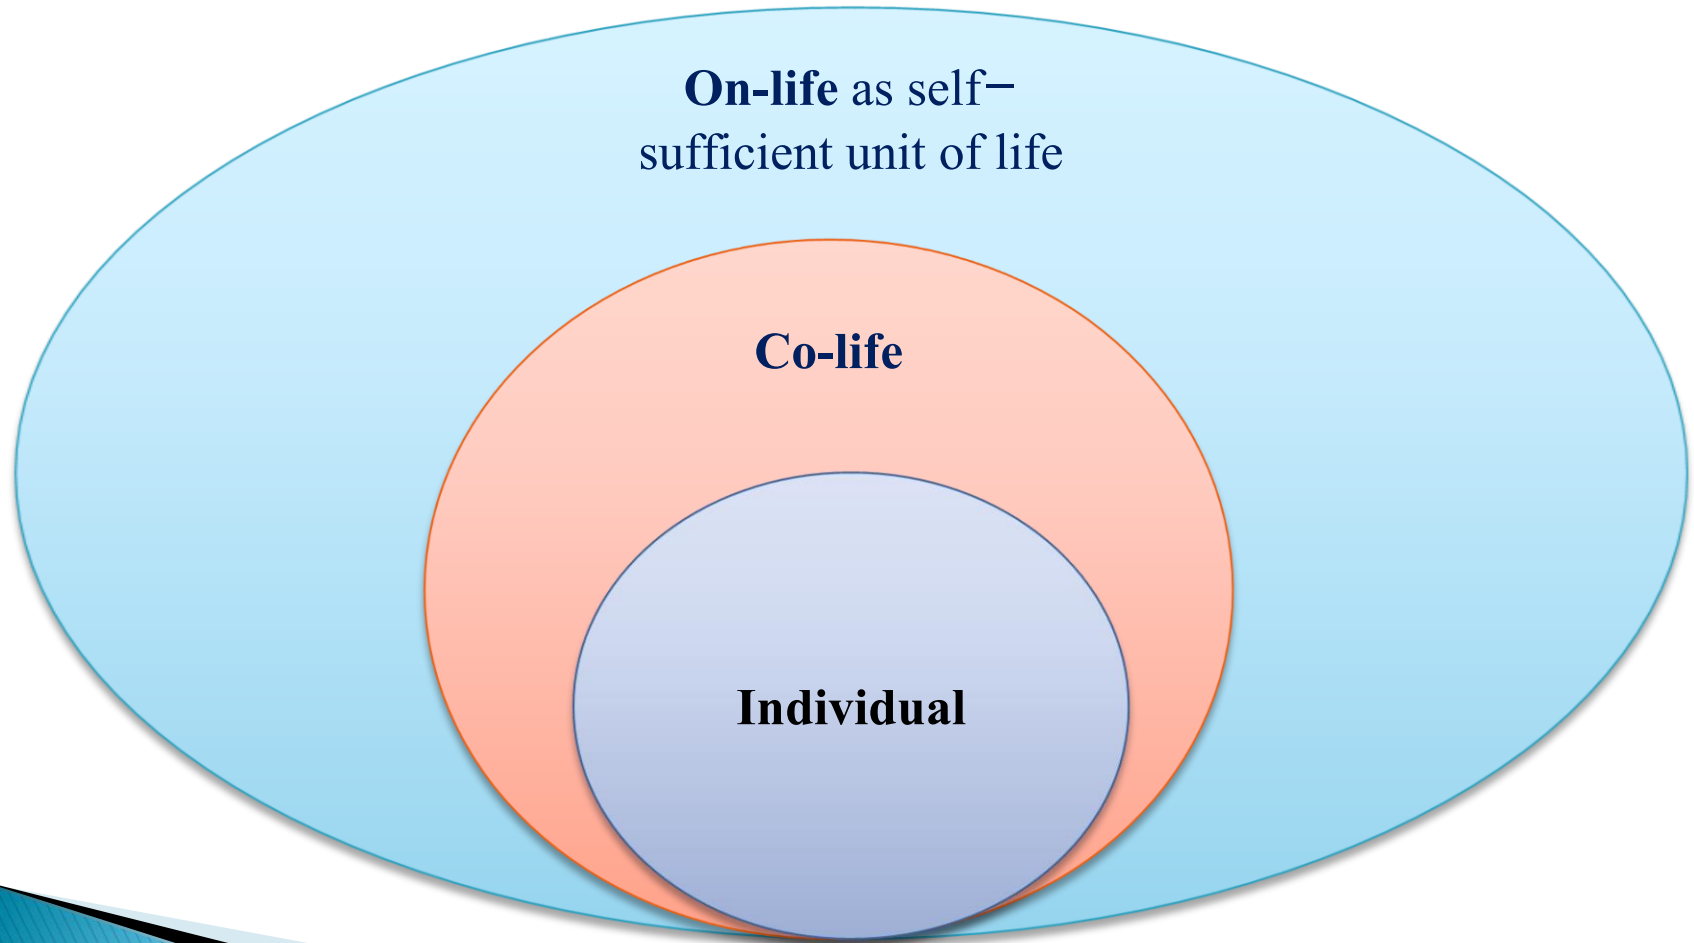 On-life as self–
sufficient unit of life
Co-life
Individual